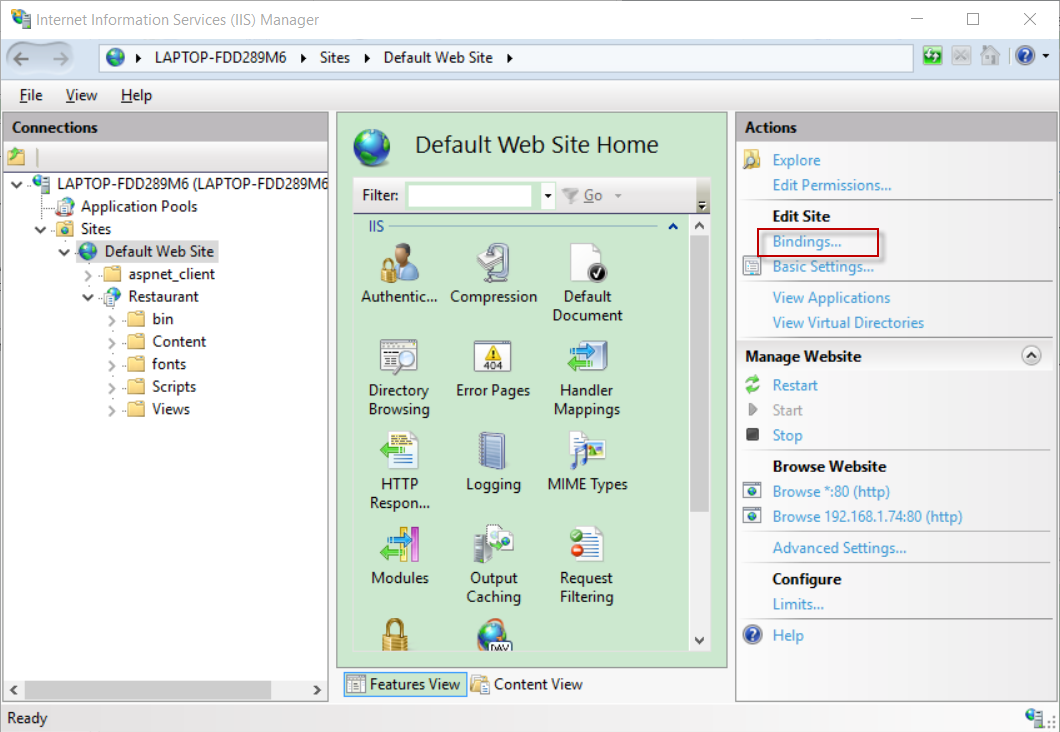 Internet Information Services (IIS) Manager
LAPTOP-FDD289M6 Sites Default Web Site
File View Help
Connections
LAPTOP-FDD289M6 (LAPTOP-FDD289M6
Application Pools
Sites
Default Web Site
aspnet_client
Restaurant
bin
Content
fonts
Scripts
Views
Default Web Site Home
Filter: Go
IIS
Authentic... Compression Default
Document
Directory
Browsing
404
Error Pages
Handler
Mappings
HTTP
Respon...
Logging MIME Types
Modules Output
Caching
Request
Filtering
DAV
Features View Content View
Actions
Explore
Edit Permissions...
Edit Site
Bindings...
Basic Settings...
View Applications
View Virtual Directories
Manage Website
Restart
Start
Stop
Browse Website
Browse *:80 (http)
Browse 192.168.1.74:80 (http)
Advanced Settings...
Configure
Limits...
Help
Ready